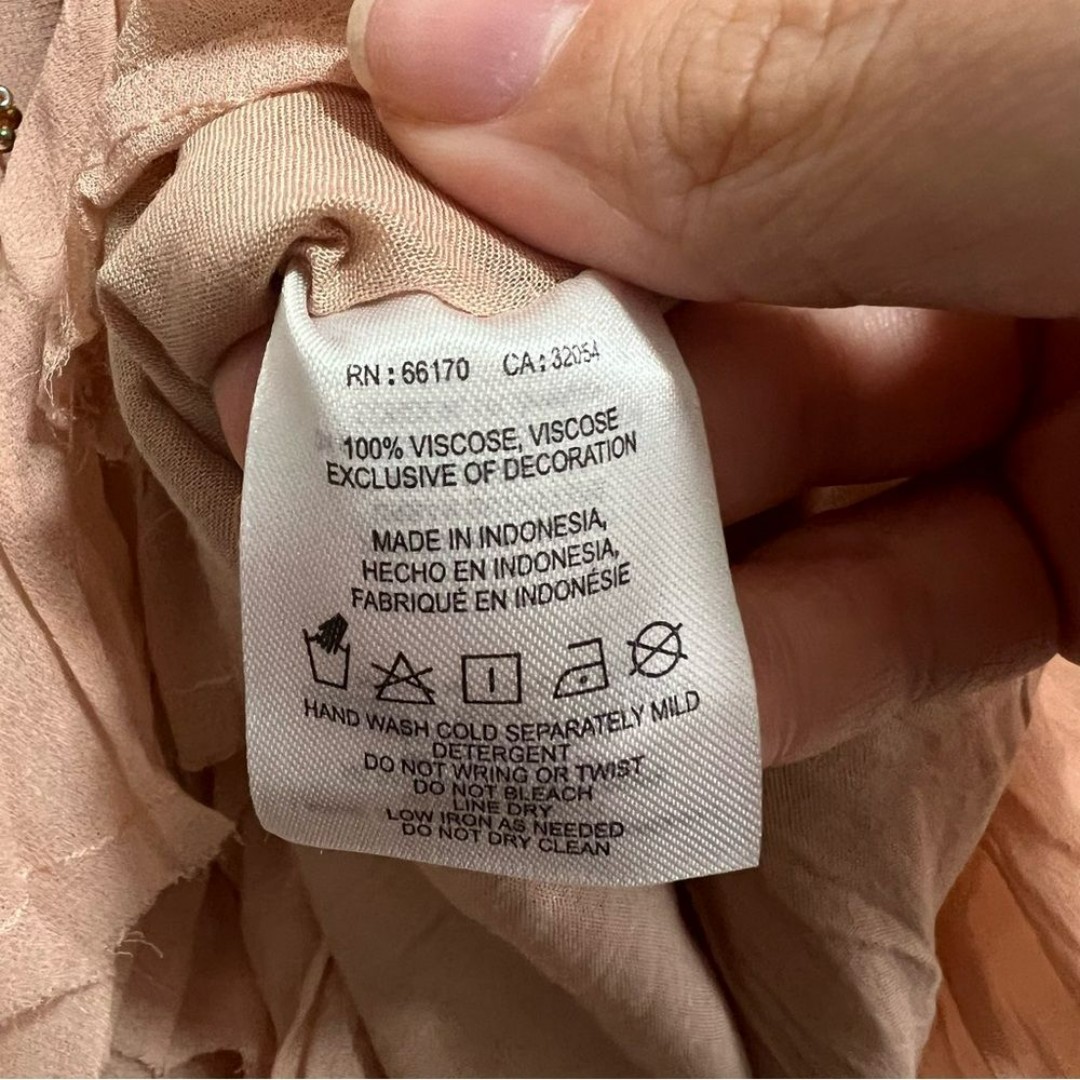 RN : 66170 CA : 32054
100% VISCOSE, VISCOSE
EXCLUSIVE OF DECORATION
MADE IN INDONESIA,
HECHO EN INDONESIA,
FABRIQUÉ EN INDONÉSIE
HAND WASH COLD SEPARATELY MILD
DETERGENT
DO NOT WRING OR TWIST
DO NOT BLEACH
LINE DRY
LOW IRON AS NEEDED
DO NOT DRY CLEAN